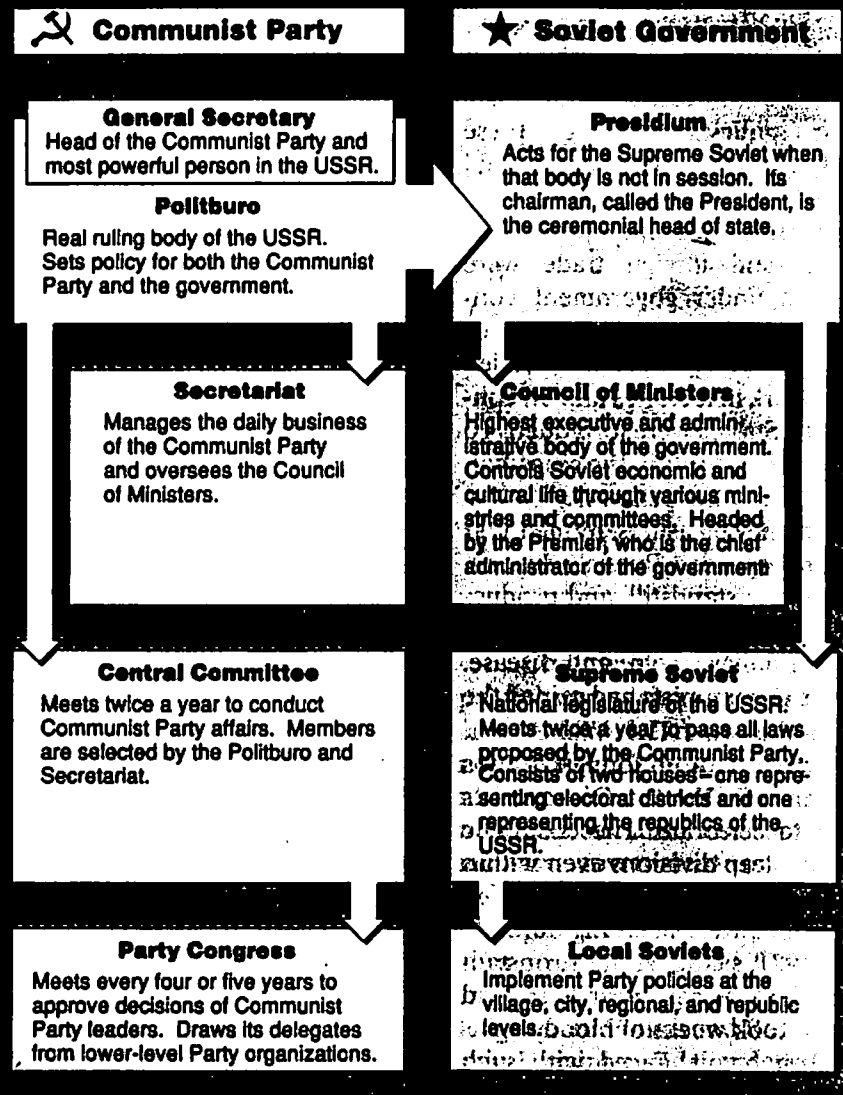 Communist Party
General Secretary
Head of the Communist Party and
most powerful person in the USSR.
Politburo
Real ruling body of the USSR.
Sets policy for both the Communist
Party and the government.
Secretariat
Manages the daily business
of the Communist Party
and oversees the Council
of Ministers.
Central Committee
Meets twice a year to conduct
Communist Party affairs. Members
are selected by the Politburo and
Secretariat.
Party Congress
Meets every four or five years to
approve decisions of Communist
Party leaders. Draws its delegates
from lower-level Party organizations.
Soviet Government
Presidium
Acts for the Supreme Soviet when
that body is not in session. Its
chairman, called the President, is
the ceremonial head of state.
Council of Ministers
Highest executive and admin-
istrative body of the government.
Controls Soviet economic and
cultural life through various mini-
stries and committees. Headed
by the Premier, who is the chief
administrator of the government.
Supreme Soviet
National legislature of the USSR.
Meets twice a year to pass all laws
proposed by the Communist Party.
Consists of two houses–one repre-
senting electoral districts and one
representing the republics of the
USSR.
Local Soviets
Implement Party policies at the
village, city, regional, and republic
levels.